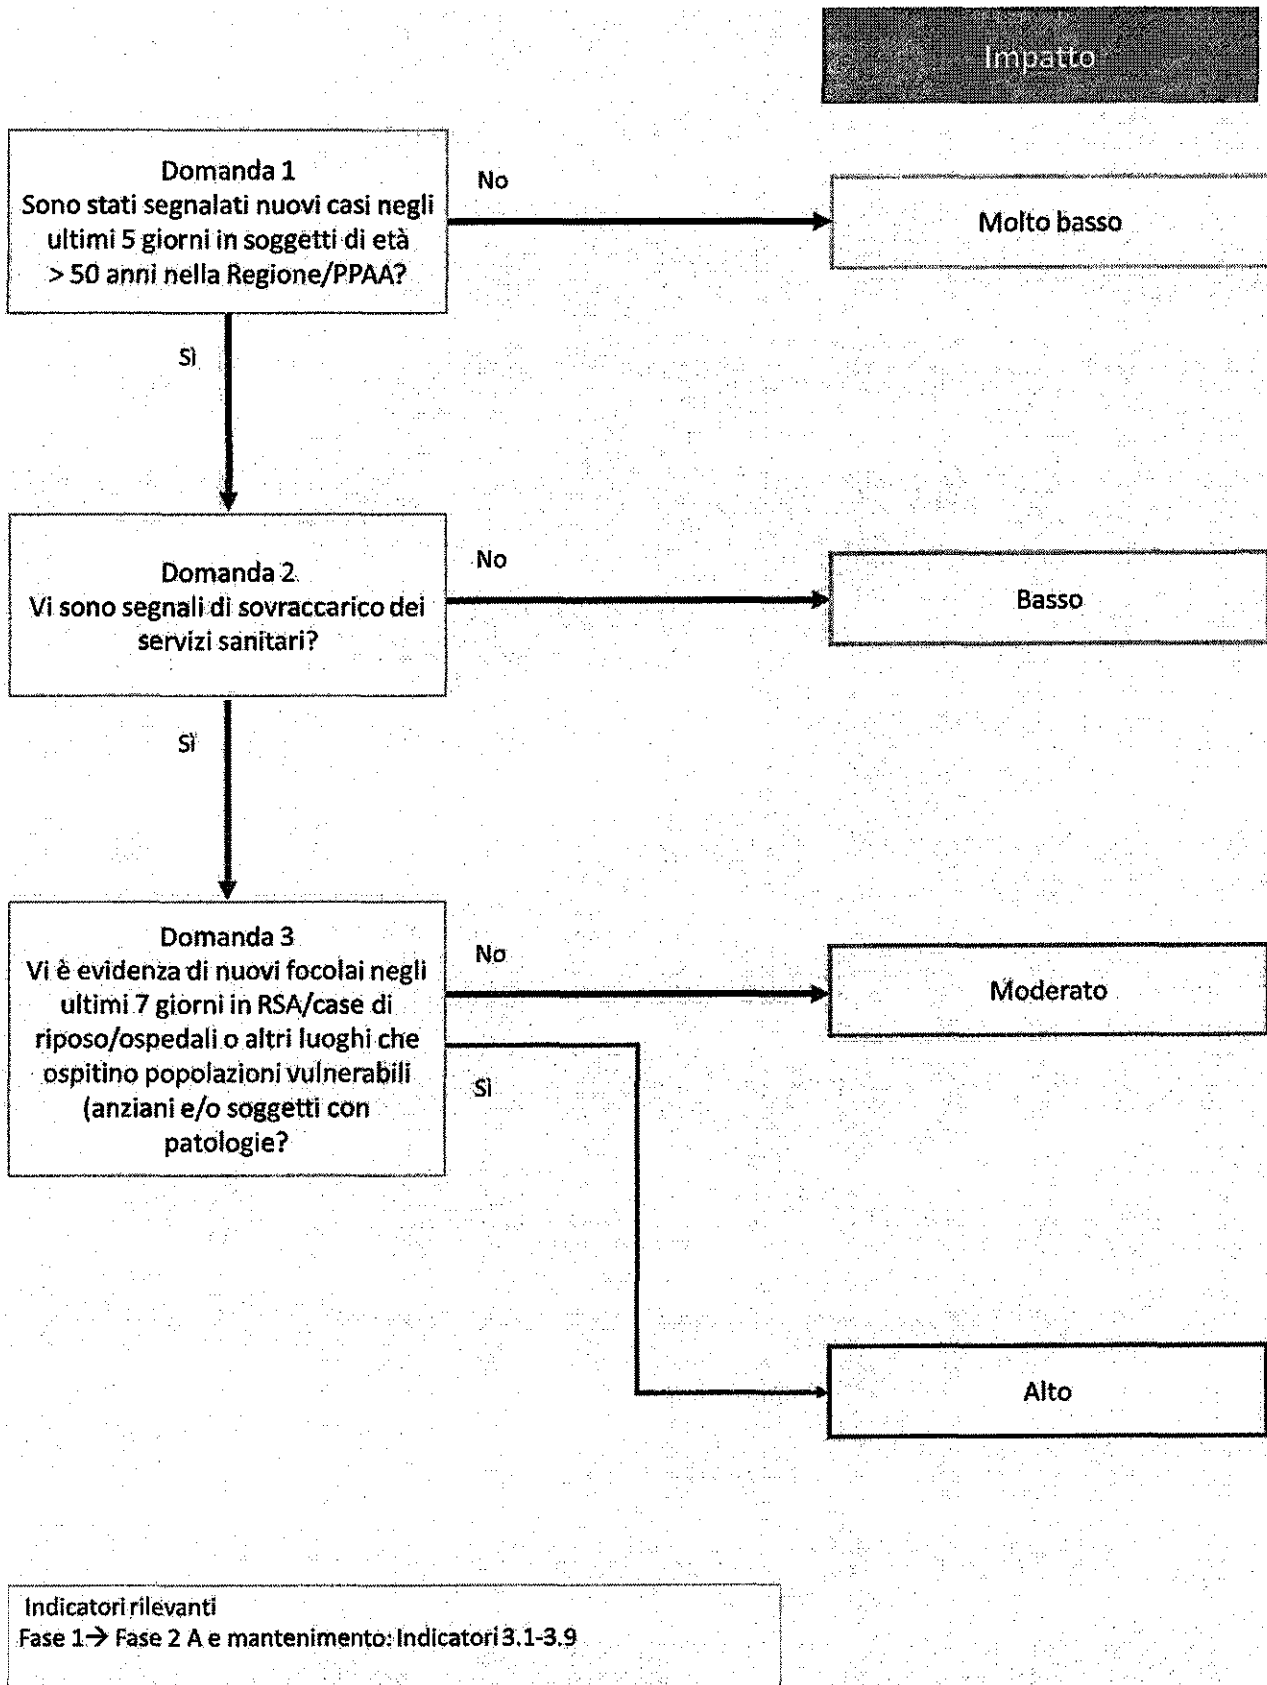 Impatto
Domanda 1
Sono stati segnalati nuovi casi negli
ultimi 5 giorni in soggetti di età
> 50 anni nella Regione/PPAA?
No
Molto basso
Sì
Domanda 2
Vi sono segnali di sovraccarico dei
servizi sanitari?
No
Basso
Sì
Domanda 3
Vi è evidenza di nuovi focolai negli
ultimi 7 giorni in RSA/case di
riposo/ospedali o altri luoghi che
ospitino popolazioni vulnerabili
(anziani e/o soggetti con
patologie?
No
Moderato
Sì
Alto
Indicatori rilevanti
Fase 1→ Fase 2 A e mantenimento: Indicatori 3.1-3.9